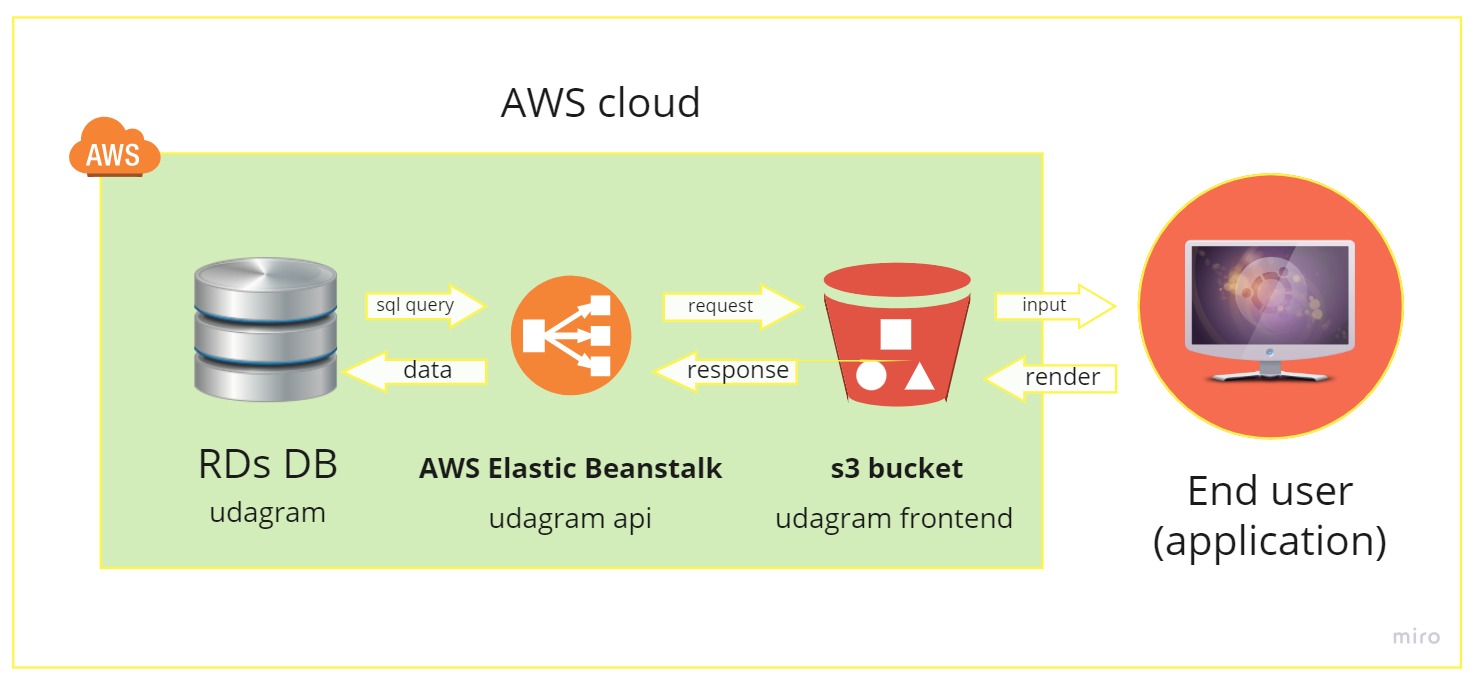 AWS cloud
AWS
sql query
request
input
data
response
render
RDs DB
udagram
AWS Elastic Beanstalk
udagram api
s3 bucket
udagram frontend
End user
(application)
miro